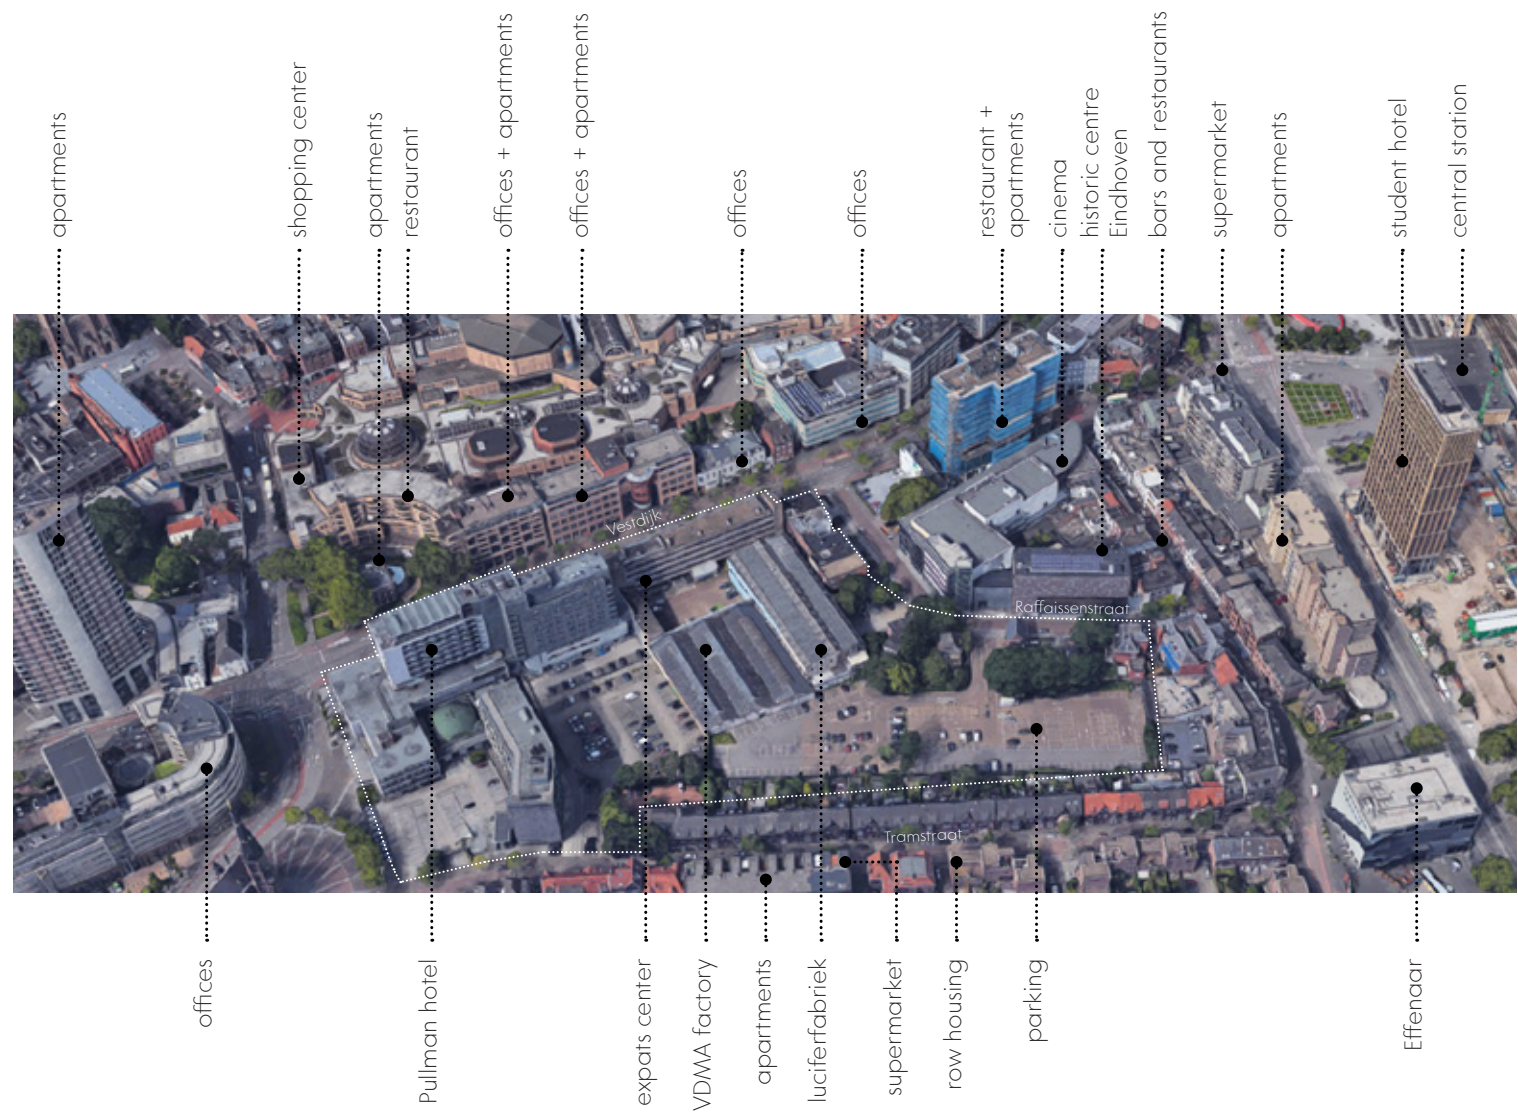 apartments
shopping center
apartments
restaurant
offices + apartments
offices + apartments
offices
offices
restaurant +
apartments
cinema
historic centre
Eindhoven
bars and restaurants
supermarket
apartments
student hotel
central station
Vestdijk
Raffaissenstraat
Tramstraat
offices
Pullman hotel
expats center
VDMA factory
apartments
luciferfabriek
supermarket
row housing
parking
Effenaar